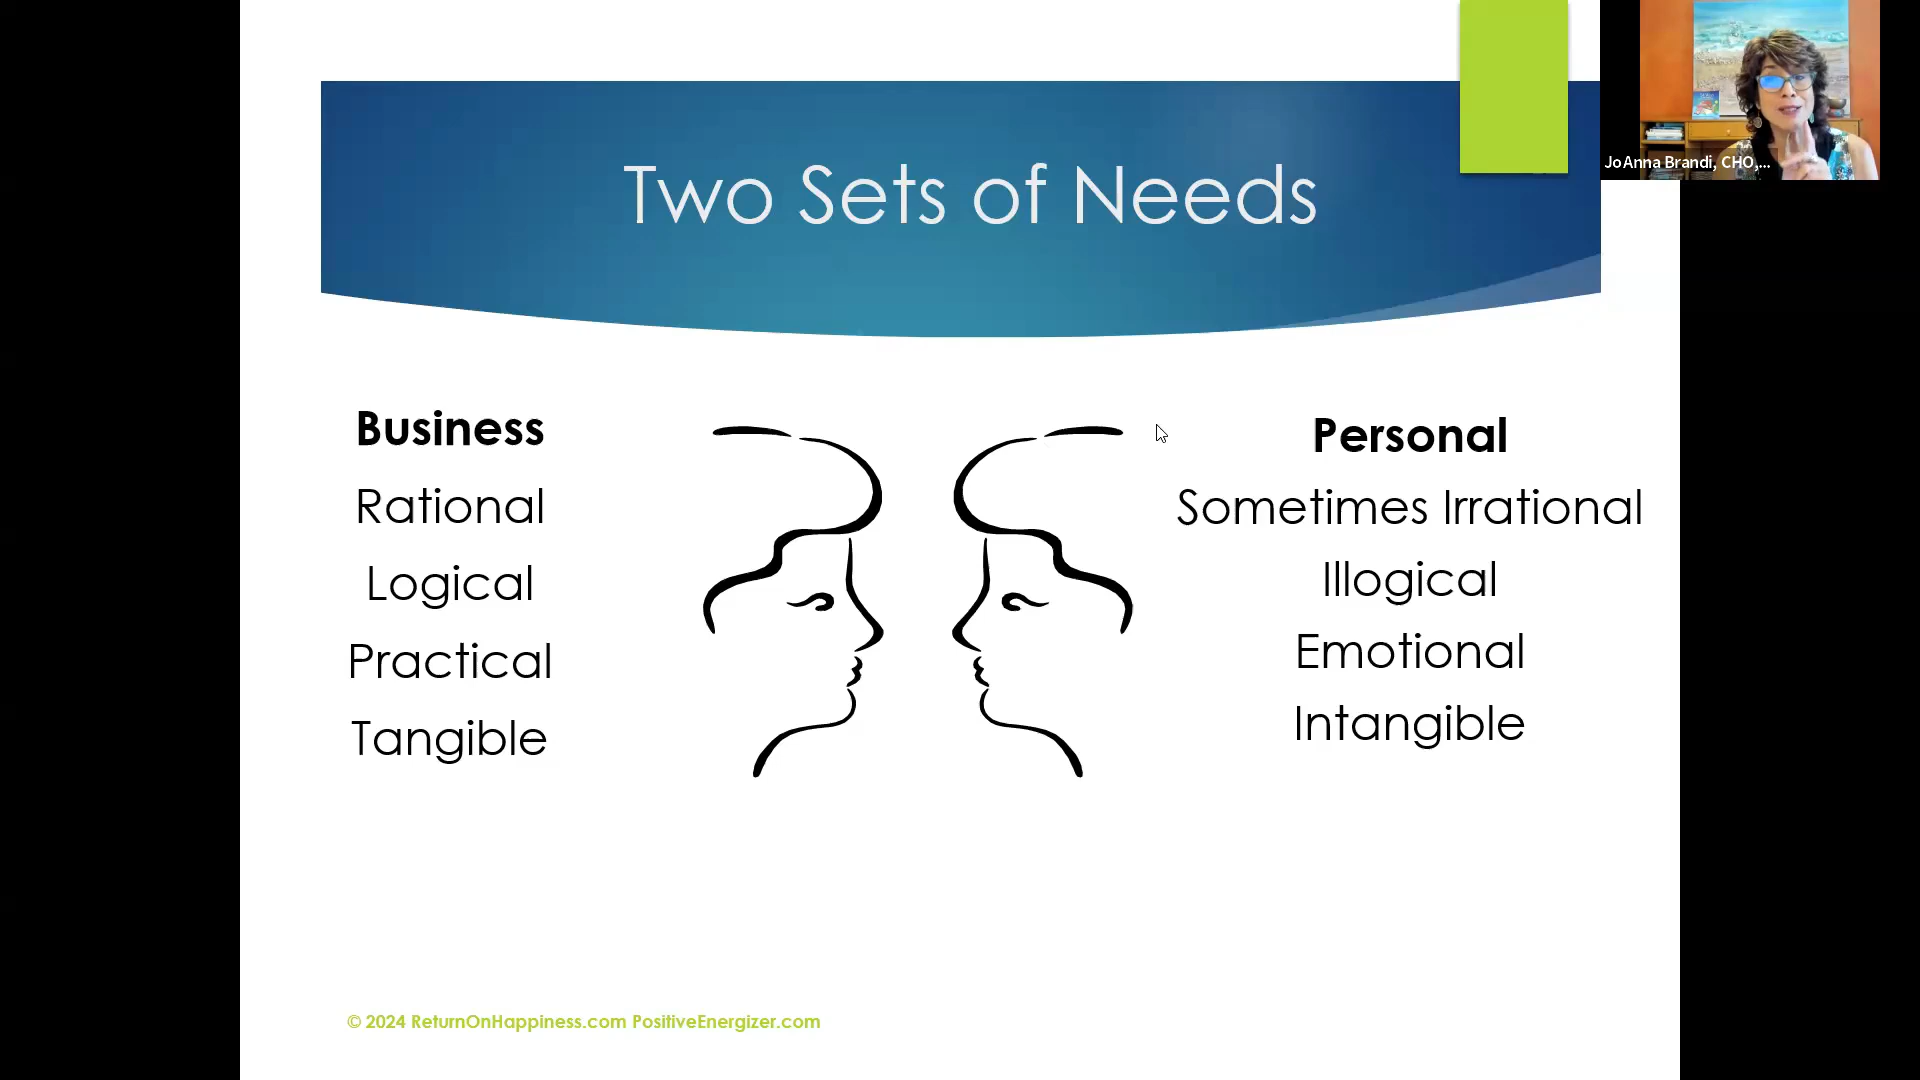 Two Sets of Needs
JoAnna Brandi, CHO,...
Business
Rational
Logical
Practical
Tangible
Personal
Sometimes Irrational
Illogical
Emotional
Intangible
© 2024 ReturnOnHappiness.com PositiveEnergizer.com